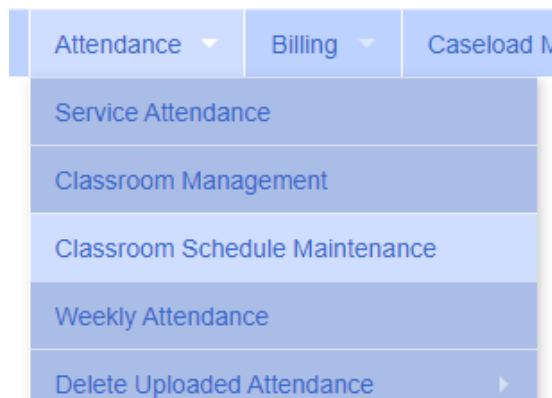 Attendance Billing Caseload
Service Attendance
Classroom Management
Classroom Schedule Maintenance
Weekly Attendance
Delete Uploaded Attendance